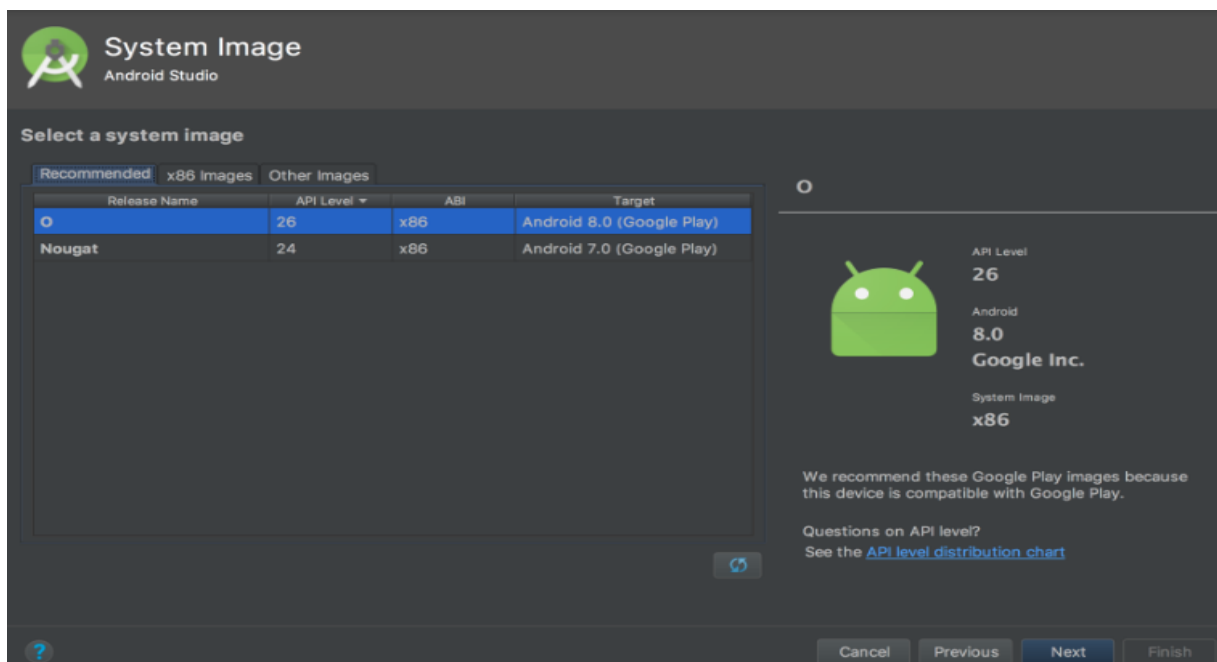 System Image
Android Studio
Select a system image
Recommended x86 Images Other Images
Release Name API Level ABI Target
O 26 x86 Android 8.0 (Google Play)
Nougat 24 x86 Android 7.0 (Google Play)
O
API Level
26
Android
8.0
Google Inc.
System Image
x86
We recommend these Google Play images because
this device is compatible with Google Play.
Questions on API level?
See the API level distribution chart
? Cancel Previous Next Finish